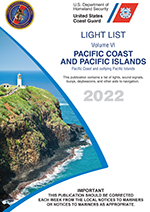 U.S. Department of
Homeland Security
United States
Coast Guard
LIGHT LIST
Volume VI
PACIFIC COAST
AND PACIFIC ISLANDS
Pacific Coast and outlying Pacific Islands
This publication contains a list of lights, sound signals,
buoys, daybeacons, and other aids to navigation.
2022
IMPORTANT
THIS PUBLICATION SHOULD BE CORRECTED
EACH WEEK FROM THE LOCAL NOTICES TO MARINERS
OR NOTICES TO MARINERS AS APPROPRIATE.